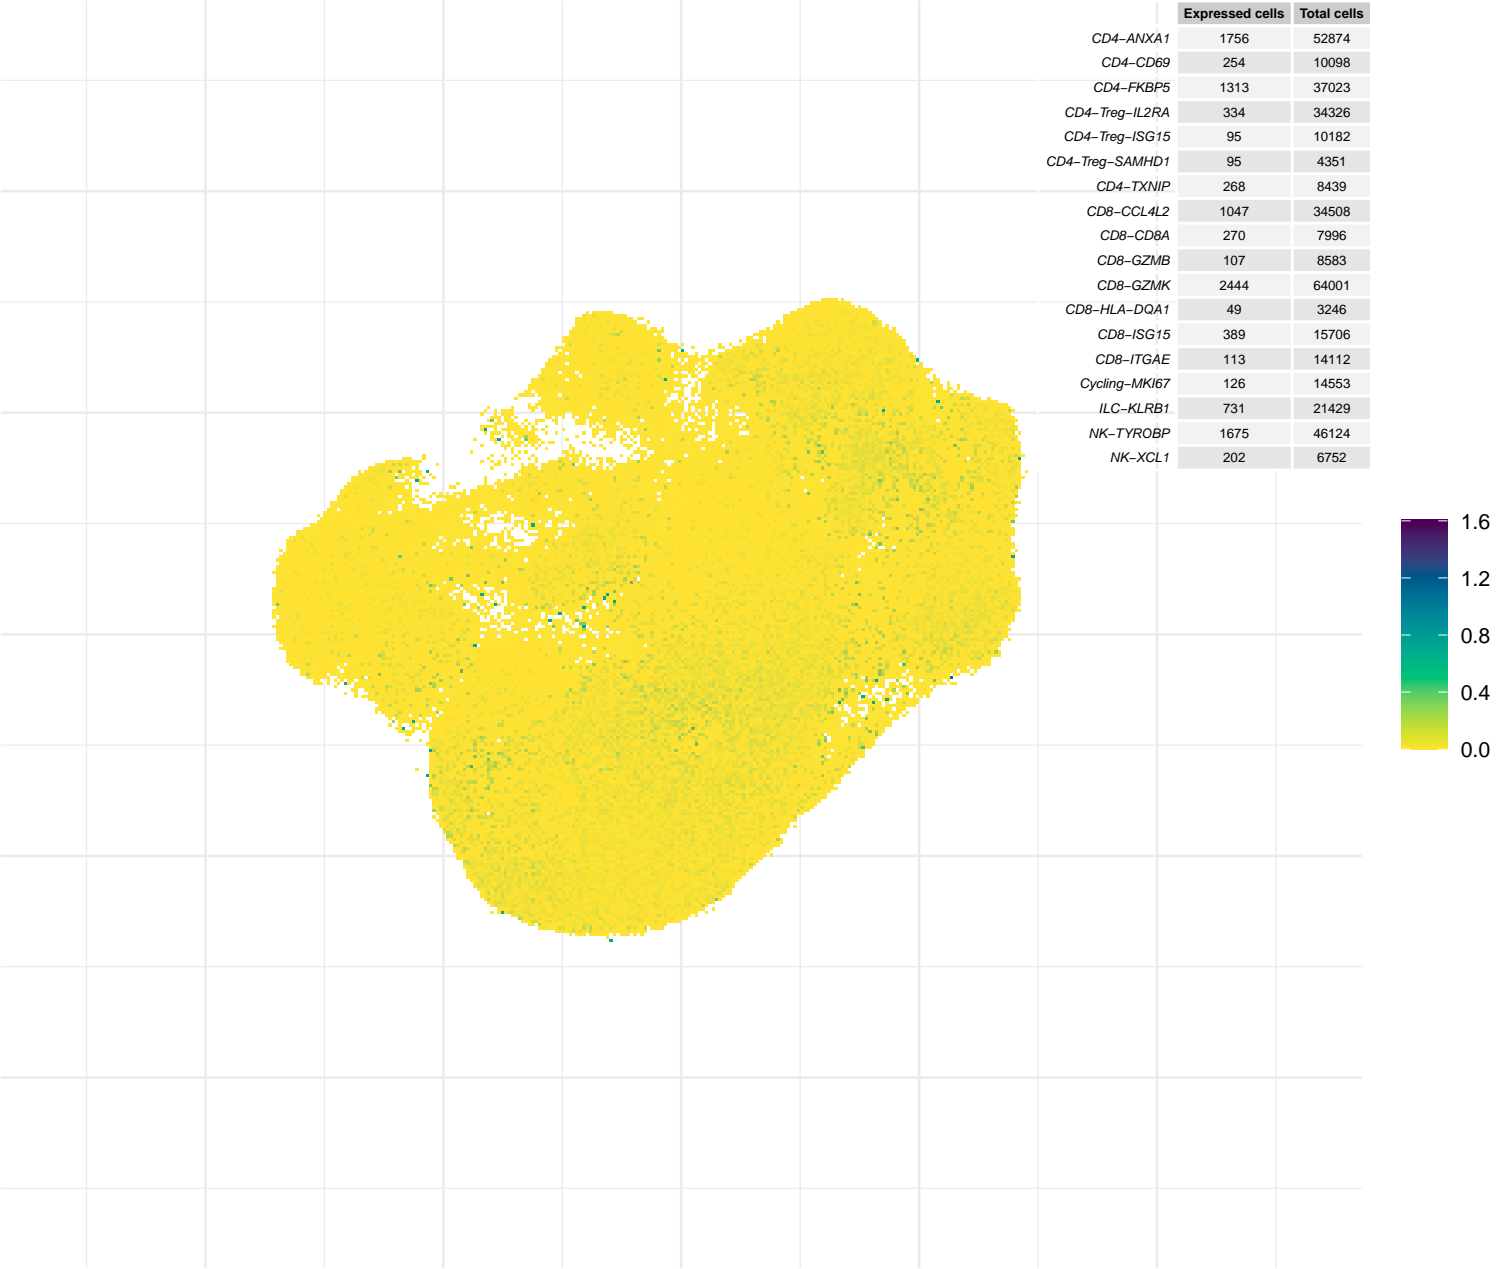 Expressed cells Total cells
CD4−ANXA1 1756 52874
CD4−CD69 254 10098
CD4−FKBP5 1313 37023
CD4−Treg−IL2RA 334 34326
CD4−Treg−ISG15 95 10182
CD4−Treg−SAMHD1 95 4351
CD4−TXNIP 268 8439
CD8−CCL4L2 1047 34508
CD8−CD8A 270 7996
CD8−GZMB 107 8583
CD8−GZMK 2444 64001
CD8−HLA−DQA1 49 3246
CD8−ISG15 389 15706
CD8−ITGAE 113 14112
Cycling−MKI67 126 14553
ILC−KLRB1 731 21429
NK−TYROBP 1675 46124
NK−XCL1 202 6752
1.6
1.2
0.8
0.4
0.0